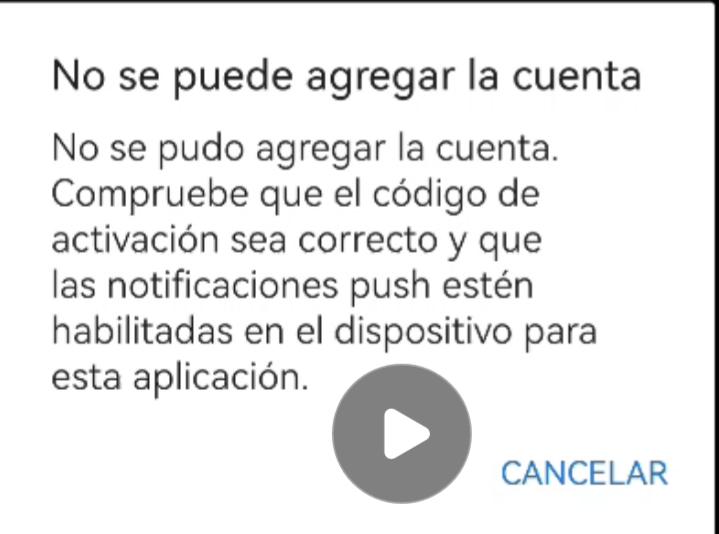 No se puede agregar la cuenta
No se pudo agregar la cuenta.
Compruebe que el código de
activación sea correcto y que
las notificaciones push estén
habilitadas en el dispositivo para
esta aplicación.
CANCELAR